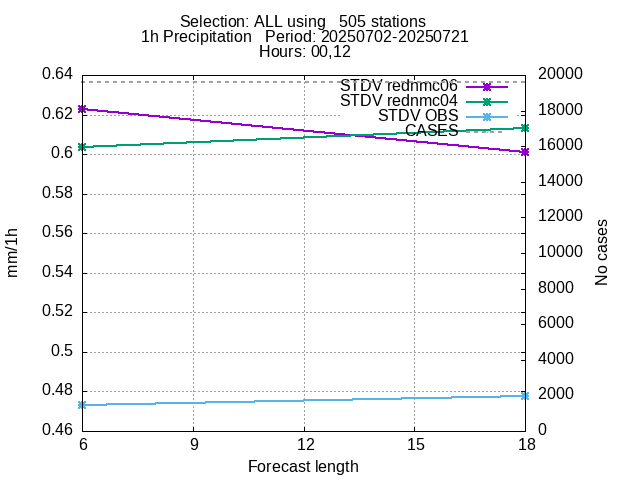 Selection: ALL using   505 stations
1h Precipitation   Period: 20250702-20250721
Hours: 00,12
STDV rednmc06
STDV rednmc04
STDV OBS
CASES
mm/1h
0.64
0.62
0.6
0.58
0.56
0.54
0.52
0.5
0.48
0.46
20000
18000
16000
14000
12000
10000
8000
6000
4000
2000
0
No cases
6 9 12 15 18
Forecast length